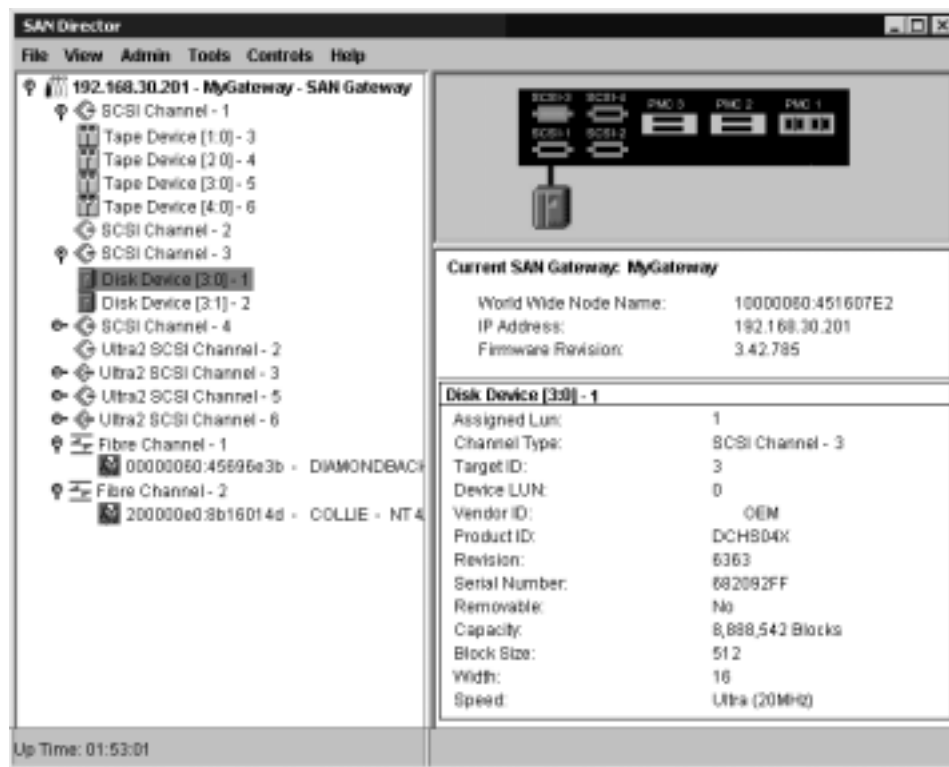 SAN Director
File View Admin Tools Controls Help
192.168.30.201 - MyGateway - SAN Gateway
SCSI Channel - 1
Tape Device [1:0] - 3
Tape Device [2:0] - 4
Tape Device [3:0] - 5
Tape Device [4:0] - 6
SCSI Channel - 2
SCSI Channel - 3
Disk Device [3:0] - 1
Disk Device [3:1] - 2
SCSI Channel - 4
Ultra2 SCSI Channel - 2
Ultra2 SCSI Channel - 3
Ultra2 SCSI Channel - 5
Ultra2 SCSI Channel - 6
Fibre Channel - 1
00000060:45696e3b - DIAMONDBACK
Fibre Channel - 2
200000e0:8b16014d - COLLIE - NT 4
SCSI-3 SCSI-4 PMC 3 PMC 2 PMC 1
SCSI-1 SCSI-2
Current SAN Gateway: MyGateway
World Wide Node Name: 10000060:451607E2
IP Address: 192.168.30.201
Firmware Revision: 3.42.785
Disk Device [3:0] - 1
Assigned Lun: 1
Channel Type: SCSI Channel - 3
Target ID: 3
Device LUN: 0
Vendor ID: OEM
Product ID: DCHS04X
Revision: 6363
Serial Number: 682092FF
Removable: No
Capacity: 8,888,542 Blocks
Block Size: 512
Width: 16
Speed: Ultra (20MHz)
Up Time: 01:53:01